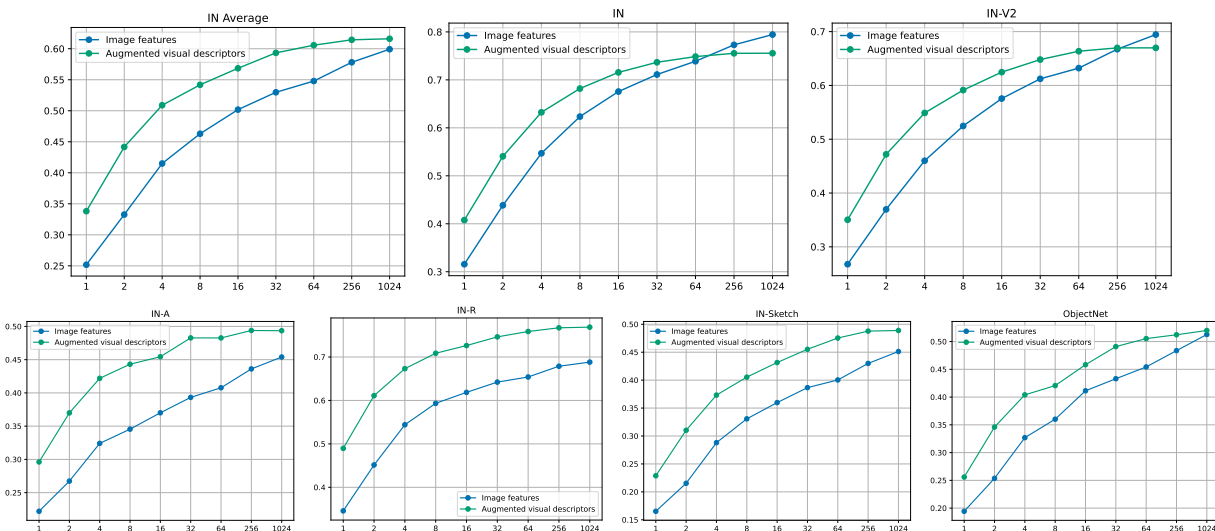 IN Average
Image features
Augmented visual descriptors
0.60
0.55
0.50
0.45
0.40
0.35
0.30
0.25
1 2 4 8 16 32 64 256 1024
IN
Image features
Augmented visual descriptors
0.8
0.7
0.6
0.5
0.4
0.3
1 2 4 8 16 32 64 256 1024
IN-V2
Image features
Augmented visual descriptors
0.7
0.6
0.5
0.4
0.3
1 2 4 8 16 32 64 256 1024
IN-A
Image features
Augmented visual descriptors
0.50
0.45
0.40
0.35
0.30
0.25
1 2 4 8 16 32 64 256 1024
IN-R
0.7
0.6
0.5
0.4
Image features
Augmented visual descriptors
1 2 4 8 16 32 64 256 1024
IN-Sketch
Image features
Augmented visual descriptors
0.50
0.45
0.40
0.35
0.30
0.25
0.20
0.15
1 2 4 8 16 32 64 256 1024
ObjectNet
Image features
Augmented visual descriptors
0.50
0.45
0.40
0.35
0.30
0.25
0.20
1 2 4 8 16 32 64 256 1024